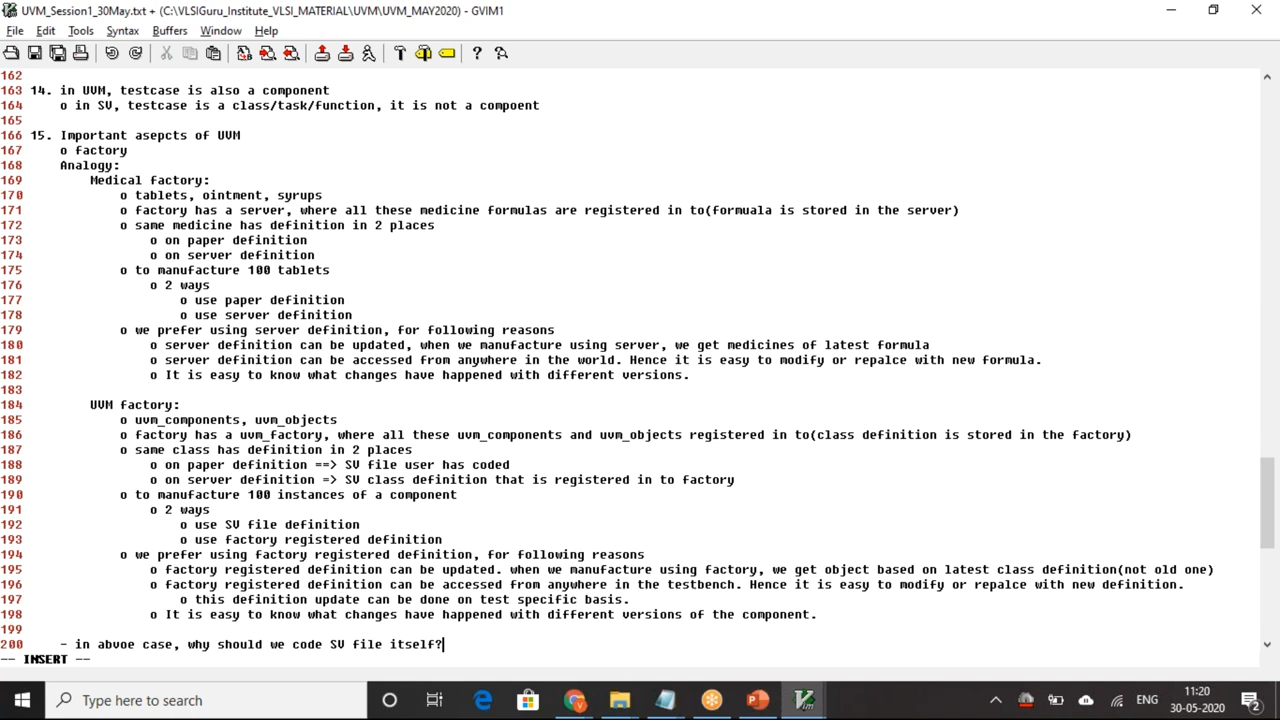 UVM_Session1_30May.txt + (C:\VLSIGuru_Institute_VLSI_MATERIAL\UVM\UVM_MAY2020) - GVIM1
File Edit Tools Syntax Buffers Window Help
162
163 14. in UVM, testcase is also a component
164 o in SV, testcase is a class/task/function, it is not a compoent
165
166 15. Important asepcts of UVM
167 o factory
168 Analogy:
169 Medical factory:
170 o tablets, ointment, syrups
171 o factory has a server, where all these medicine formulas are registered in to(formuala is stored in the server)
172 o same medicine has definition in 2 places
173 o on paper definition
174 o on server definition
175 o to manufacture 100 tablets
176 o 2 ways
177 o use paper definition
178 o use server definition
179 o we prefer using server definition, for following reasons
180 o server definition can be updated, when we manufacture using server, we get medicines of latest formula
181 o server definition can be accessed from anywhere in the world. Hence it is easy to modify or repalce with new formula.
182 o It is easy to know what changes have happened with different versions.
183
184 UVM factory:
185 o uvm_components, uvm_objects
186 o factory has a uvm_factory, where all these uvm_components and uvm_objects registered in to(class definition is stored in the factory)
187 o same class has definition in 2 places
188 o on paper definition ==> SV file user has coded
189 o on server definition => SV class definition that is registered in to factory
190 o to manufacture 100 instances of a component
191 o 2 ways
192 o use SV file definition
193 o use factory registered definition
194 o we prefer using factory registered definition, for following reasons
195 o factory registered definition can be updated. when we manufacture using factory, we get object based on latest class definition(not old one)
196 o factory registered definition can be accessed from anywhere in the testbench. Hence it is easy to modify or repalce with new definition.
197 o this definition update can be done on test specific basis.
198 o It is easy to know what changes have happened with different versions of the component.
199
200 - in abvoe case, why should we code SV file itself?
-- INSERT --
Type here to search
ENG
11:20
30-05-2020
2